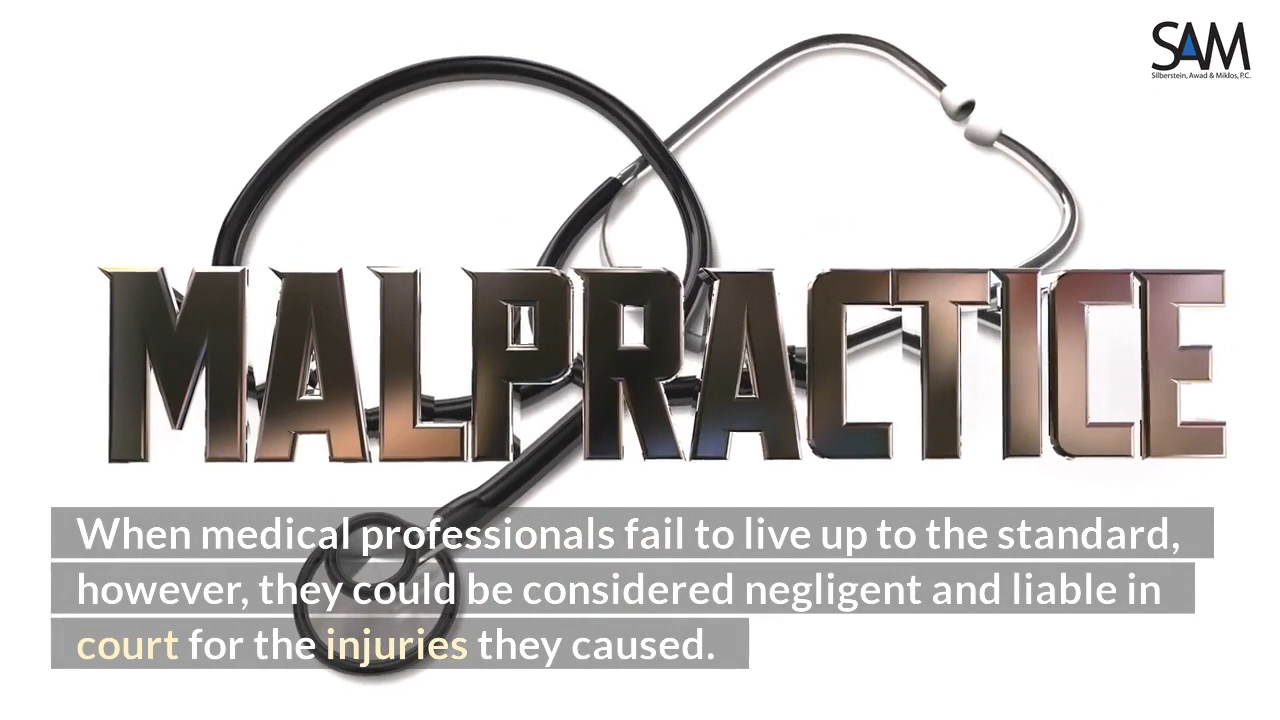 SAM
Silberstein, Awad & Miklos, P.C.
MALPRACTICE
When medical professionals fail to live up to the standard,
however, they could be considered negligent and liable in
court for the injuries they caused.